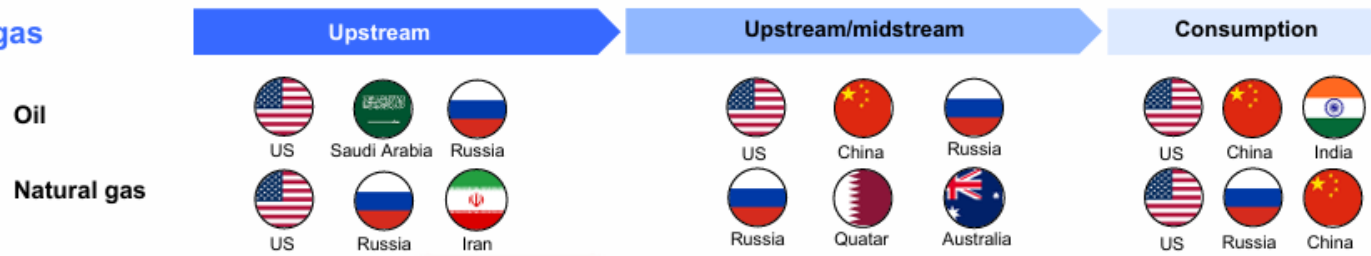 gas
Upstream
Upstream/midstream
Consumption
Oil
US
Saudi Arabia
Russia
US
China
Russia
US
China
India
Natural gas
US
Russia
Iran
Russia
Quatar
Australia
US
Russia
China